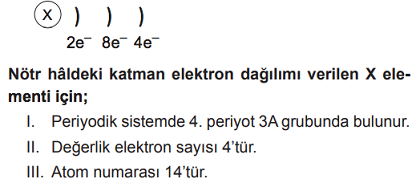 X ) ) )
2e⁻ 8e⁻ 4e⁻
Nötr hâldeki katman elektron dağılımı verilen X ele-
menti için;
I. Periyodik sistemde 4. periyot 3A grubunda bulunur.
II. Değerlik elektron sayısı 4’tür.
III. Atom numarası 14’tür.